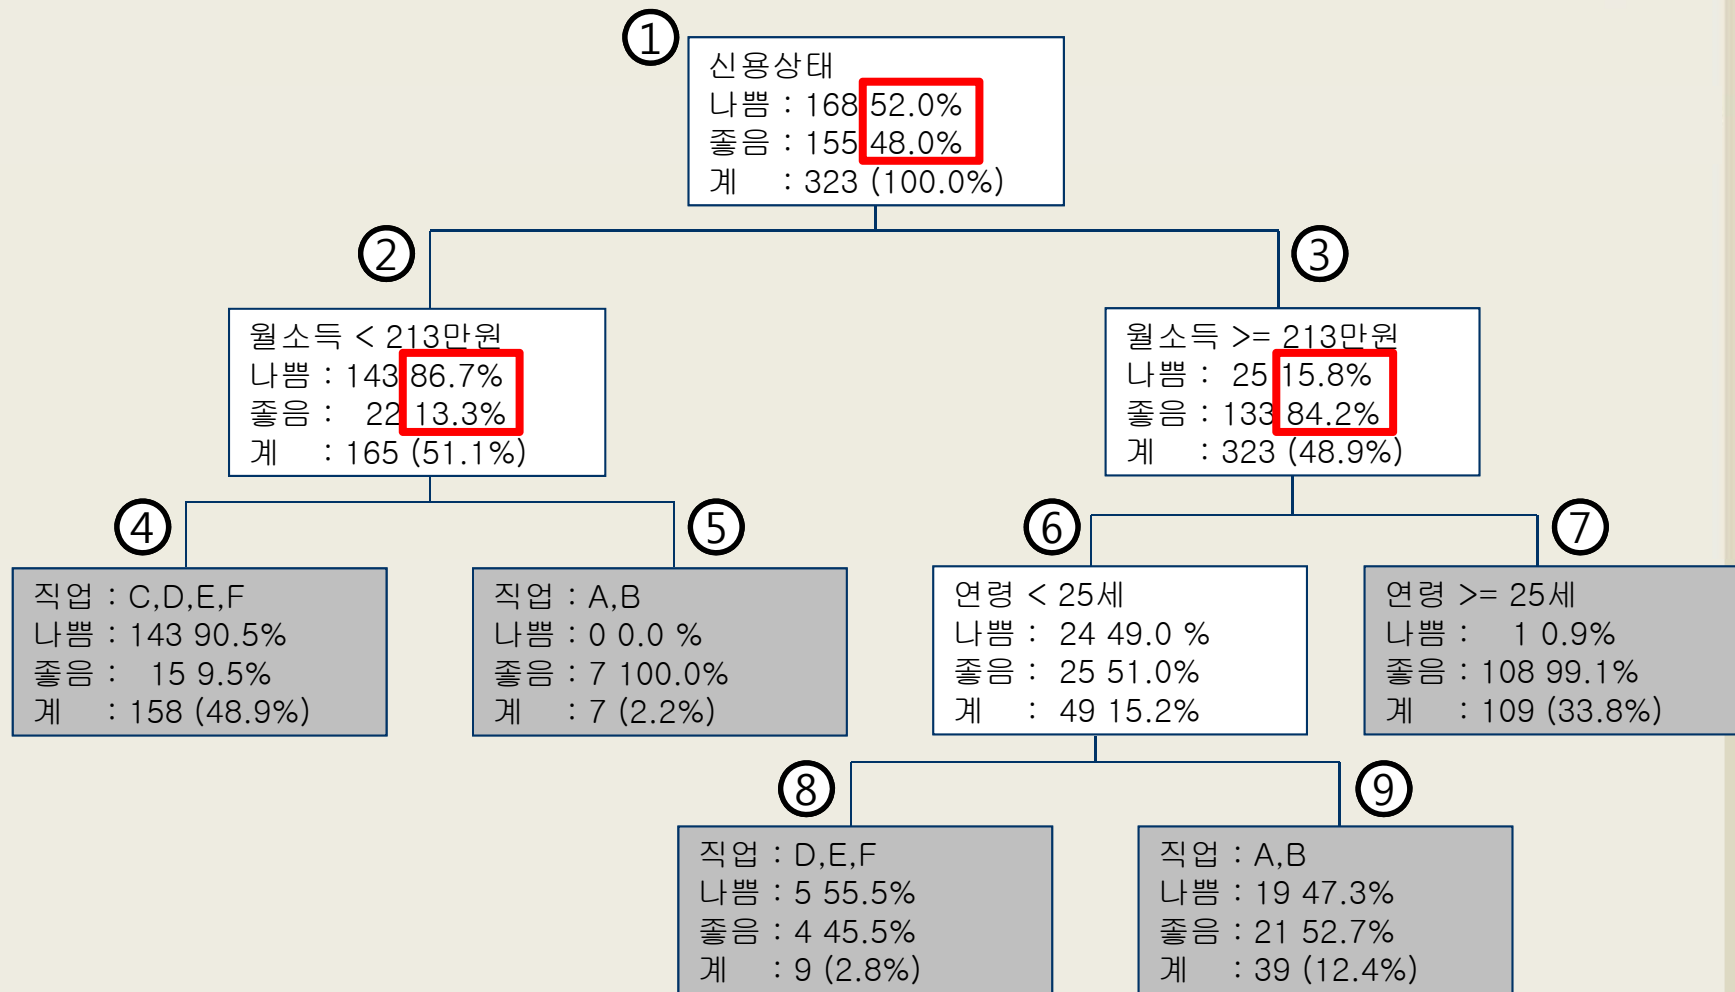 ①
신용상태
나쁨 : 168 52.0%
좋음 : 155 48.0%
계 : 323 (100.0%)
②
월소득 < 213만원
나쁨 : 143 86.7%
좋음 : 22 13.3%
계 : 165 (51.1%)
③
월소득 >= 213만원
나쁨 : 25 15.8%
좋음 : 133 84.2%
계 : 323 (48.9%)
④
직업 : C,D,E,F
나쁨 : 143 90.5%
좋음 : 15 9.5%
계 : 158 (48.9%)
⑤
직업 : A,B
나쁨 : 0 0.0 %
좋음 : 7 100.0%
계 : 7 (2.2%)
⑥
연령 < 25세
나쁨 : 24 49.0 %
좋음 : 25 51.0%
계 : 49 15.2%
⑦
연령 >= 25세
나쁨 : 1 0.9%
좋음 : 108 99.1%
계 : 109 (33.8%)
⑧
직업 : D,E,F
나쁨 : 5 55.5%
좋음 : 4 45.5%
계 : 9 (2.8%)
⑨
직업 : A,B
나쁨 : 19 47.3%
좋음 : 21 52.7%
계 : 39 (12.4%)